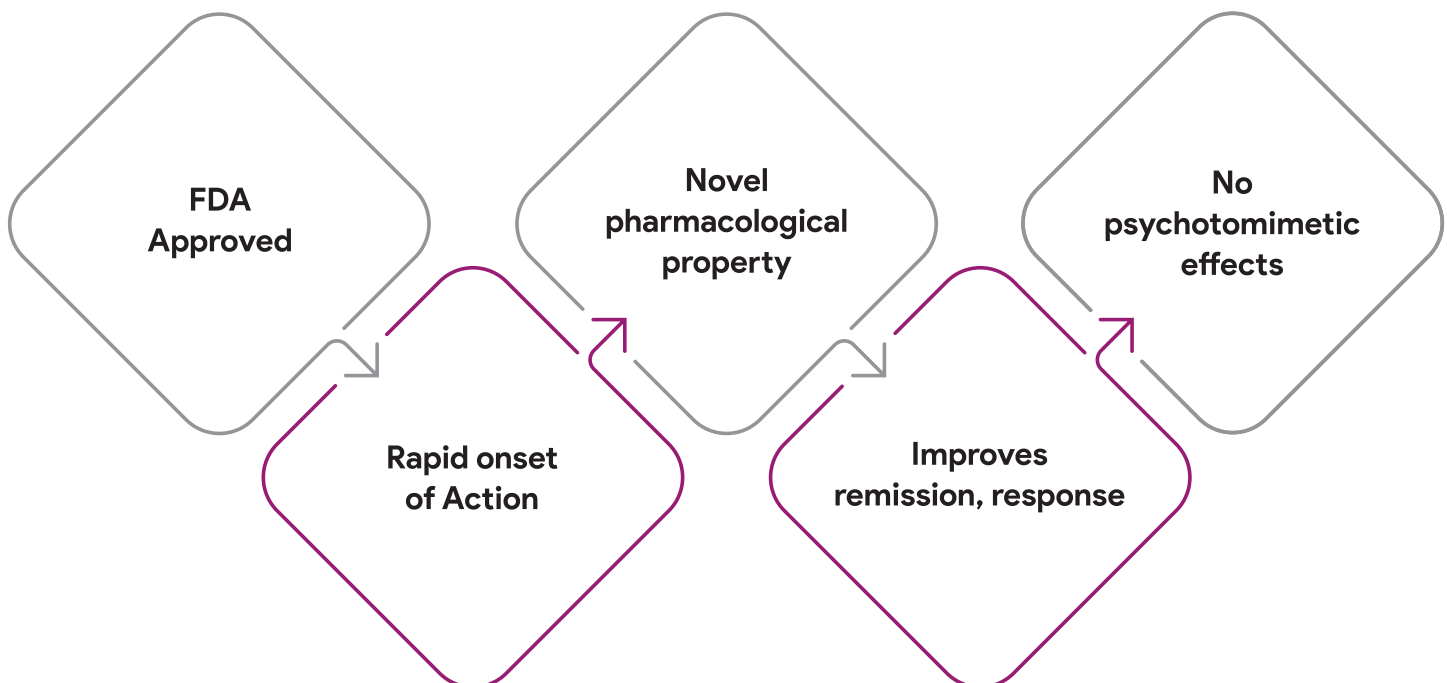 FDA
Approved
Rapid onset
of Action
Novel
pharmacological
property
Improves
remission, response
No
psychotomimetic
effects